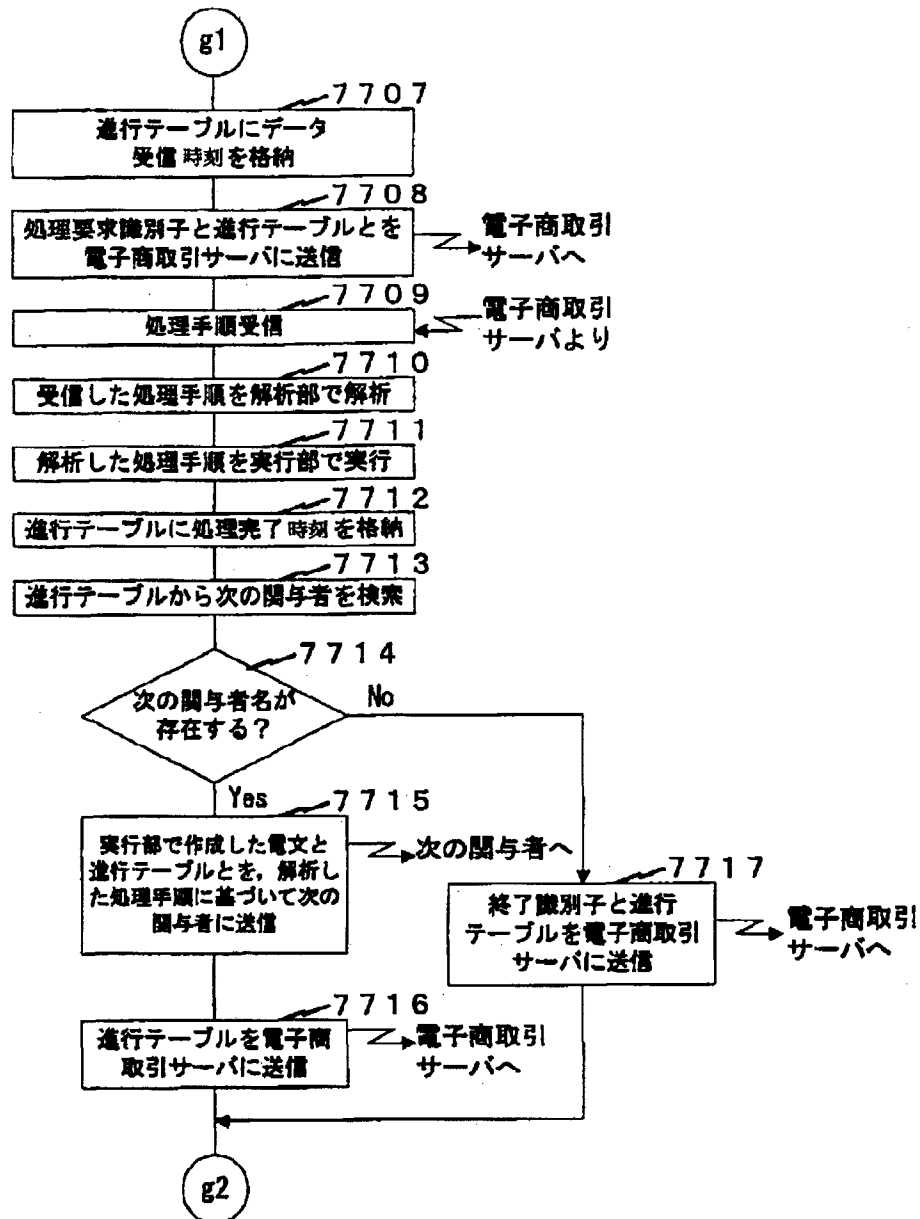 g1
7707
進行テーブルにデータ
受信時刻を格納
7708
処理要求識別子と進行テーブルとを
電子商取引サーバに送信
電子商取引
サーバへ
7709
処理手順受信
電子商取引
サーバより
7710
受信した処理手順を解析部で解析
7711
解析した処理手順を実行部で実行
7712
進行テーブルに処理完了時刻を格納
7713
進行テーブルから次の関与者を検索
7714
次の関与者名が
存在する？
No
Yes
7715
実行部で作成した電文と
進行テーブルとを，解析し
た処理手順に基づいて次の
関与者に送信
次の関与者へ
7717
終了識別子と進行
テーブルを電子商取引
サーバに送信
電子商取引
サーバへ
7716
進行テーブルを電子商
取引サーバに送信
電子商取引
サーバへ
g2